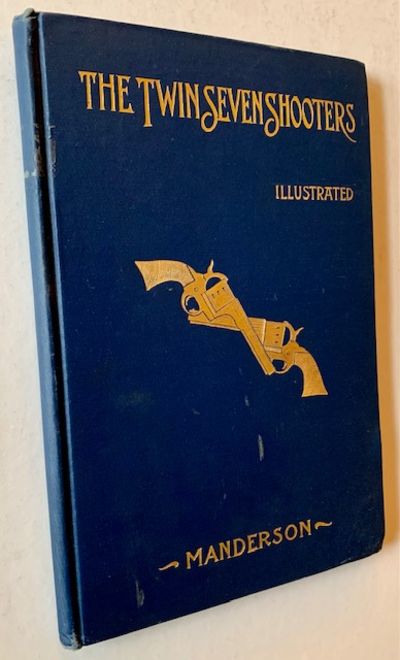 THE TWIN SEVEN SHOOTERS
ILLUSTRATED
~MANDERSON~